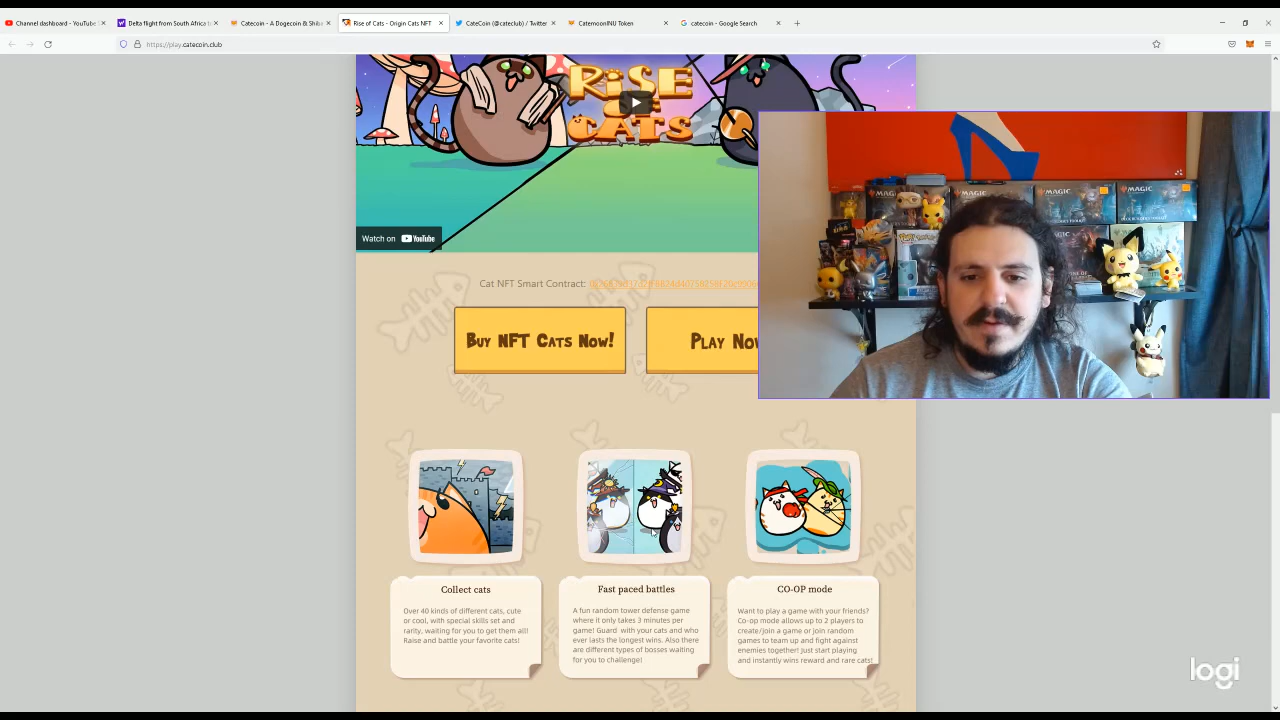 Channel dashboard - YouTube S
Delta flight from South Africa t
Catecoin - A Dogecoin & Shib
Rise of Cats - Origin Cats NFT
CateCoin (@cateclub) / Twitter
CatemoonINU Token
catecoin - Google Search
https://play.catecoin.club
RiSE
OF
CATS
MAGIC
MAGIC
MAGIC
MAGIC
Watch on YouTube
Cat NFT Smart Contract:
Buy NFT Cats Now!
Play Now
Collect cats
Over 40 kinds of different cats, cute
or cool, with special skills set and
rarity, waiting for you to get them all!
Raise and battle your favorite cats!
Fast paced battles
A fun random tower defense game
where it only takes 3 minutes per
game! Guard with your cats and who
ever lasts the longest wins. Also there
are different types of bosses waiting
for you to challenge!
CO-OP mode
Want to play a game with your friends?
Co-op mode allows up to 2 players to
create/join a game or join random
games to team up and fight against
enemies together! Just start playing
and instantly wins reward and rare cats!
logi